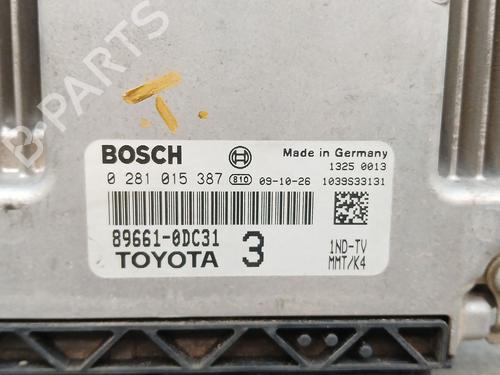 B-PARTS
T.
BOSCH
Made in Germany
1325 0013
0 281 015 387 810 09-10-26 1039S33131
89661-0DC31
TOYOTA 3
1ND-TV
MMT/K4